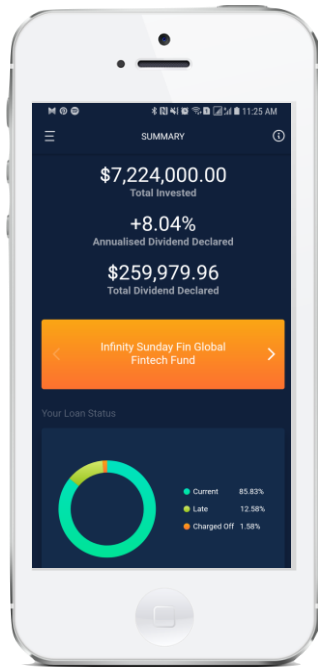 11:25 AM
SUMMARY
$7,224,000.00
Total Invested
+8.04%
Annualised Dividend Declared
$259,979.96
Total Dividend Declared
Infinity Sunday Fin Global
Fintech Fund
Your Loan Status
Current 85.83%
Late 12.58%
Charged Off 1.58%